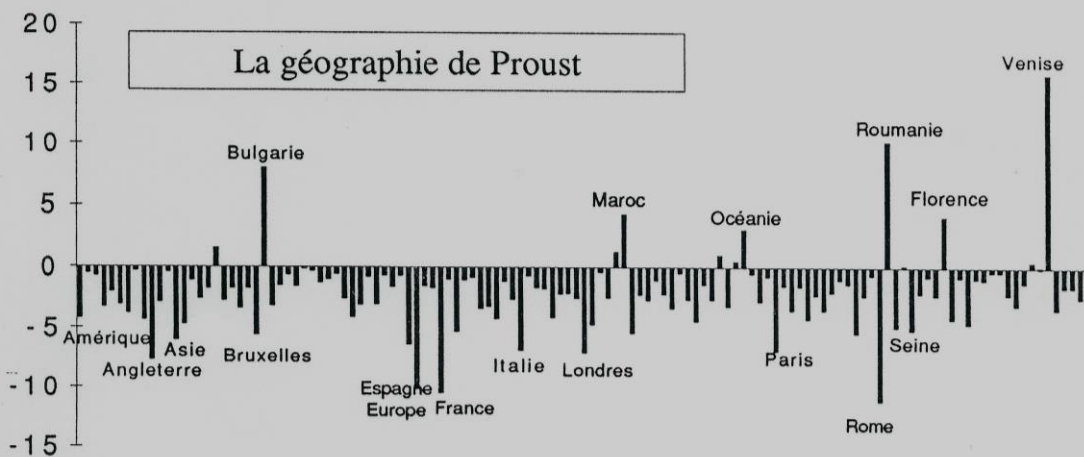 20
La géographie de Proust
Venise
15
Roumanie
10
Bulgarie
Maroc
Florence
Océanie
5
0
Amérique
Asie
Seine
-5
Angleterre
Bruxelles
Italie
Londres
Paris
Espagne
-10
Europe
France
Rome
-15